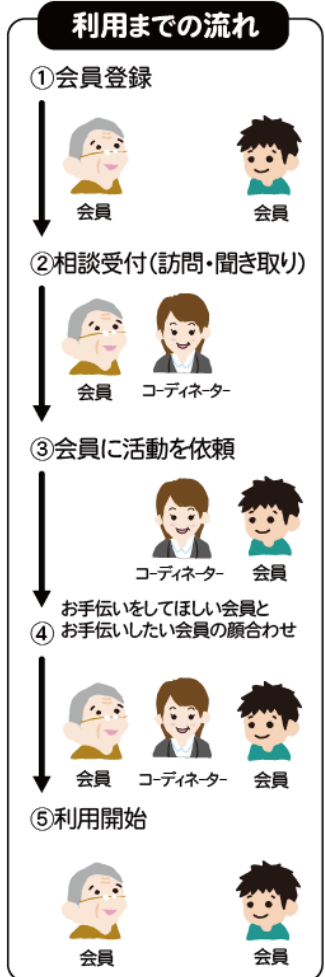 利用までの流れ
①会員登録
会員 会員
②相談受付(訪問・聞き取り)
会員 コーディネーター
③会員に活動を依頼
コーディネーター 会員
お手伝いをしてほしい会員と
④ お手伝いしたい会員の顔合わせ
会員 コーディネーター 会員
⑤利用開始
会員 会員